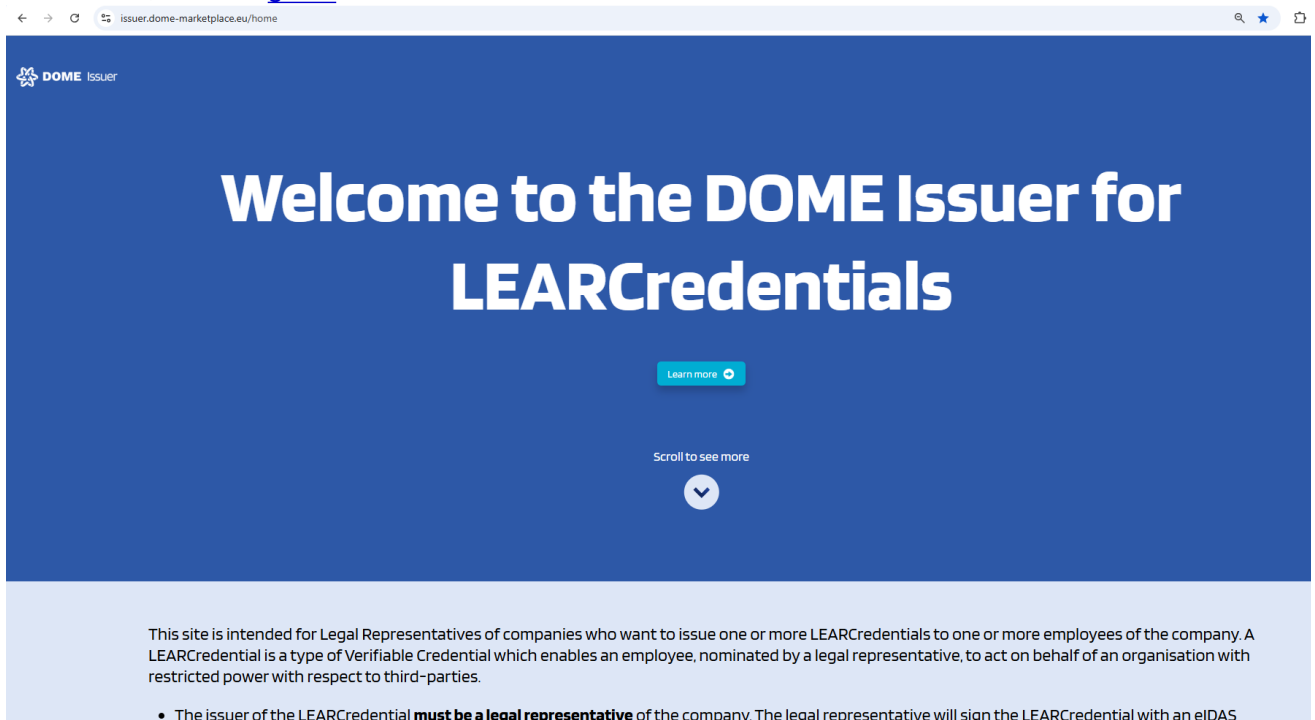 issuer.dome-marketplace.eu/home
DOME Issuer
Welcome to the DOME Issuer for
LEARCredentials
Learn more
Scroll to see more
This site is intended for Legal Representatives of companies who want to issue one or more LEARCredentials to one or more employees of the company. A
LEARCredential is a type of Verifiable Credential which enables an employee, nominated by a legal representative, to act on behalf of an organisation with
restricted power with respect to third-parties.
• The issuer of the LEARCredential must be a legal representative of the company. The legal representative will sign the LEARCredential with an eIDAS